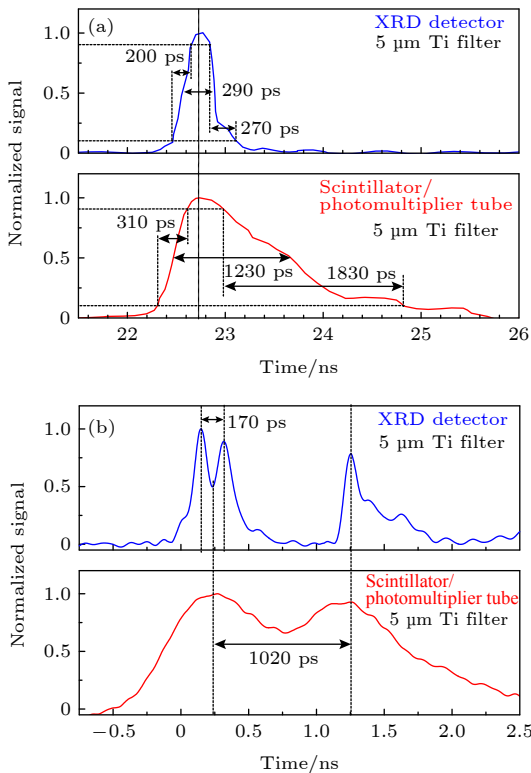 (a)
XRD detector
5 µm Ti filter
1.0
200 ps
290 ps
0.5
270 ps
0
Normalized signal
Scintillator/
photomultiplier tube
5 µm Ti filter
1.0
310 ps
0.5
1230 ps
1830 ps
0
22 23 24 25 26
Time/ns
(b)
170 ps
XRD detector
5 µm Ti filter
1.0
0.5
0
Normalized signal
Scintillator/
photomultiplier tube
5 µm Ti filter
1.0
0.5
1020 ps
0
−0.5 0 0.5 1.0 1.5 2.0 2.5
Time/ns